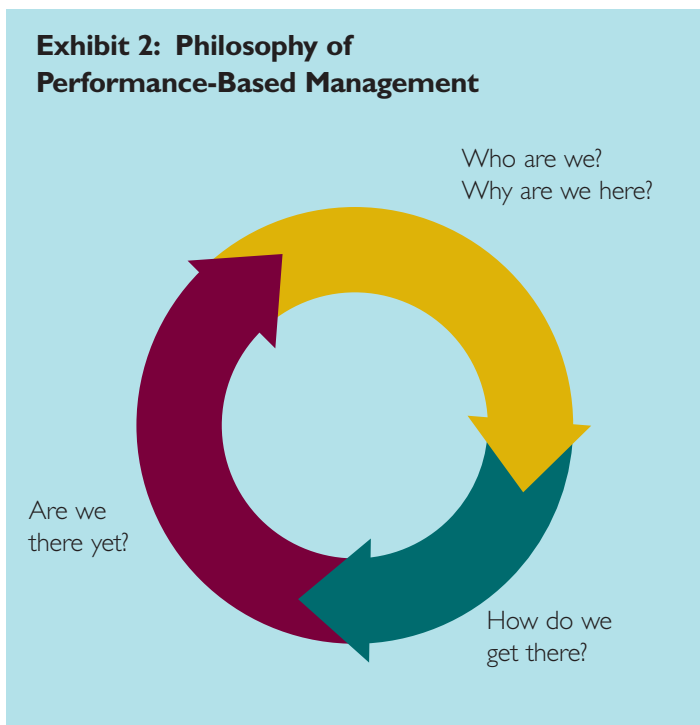 Exhibit 2: Philosophy of
Performance-Based Management
Who are we?
Why are we here?
Are we
there yet?
How do we
get there?